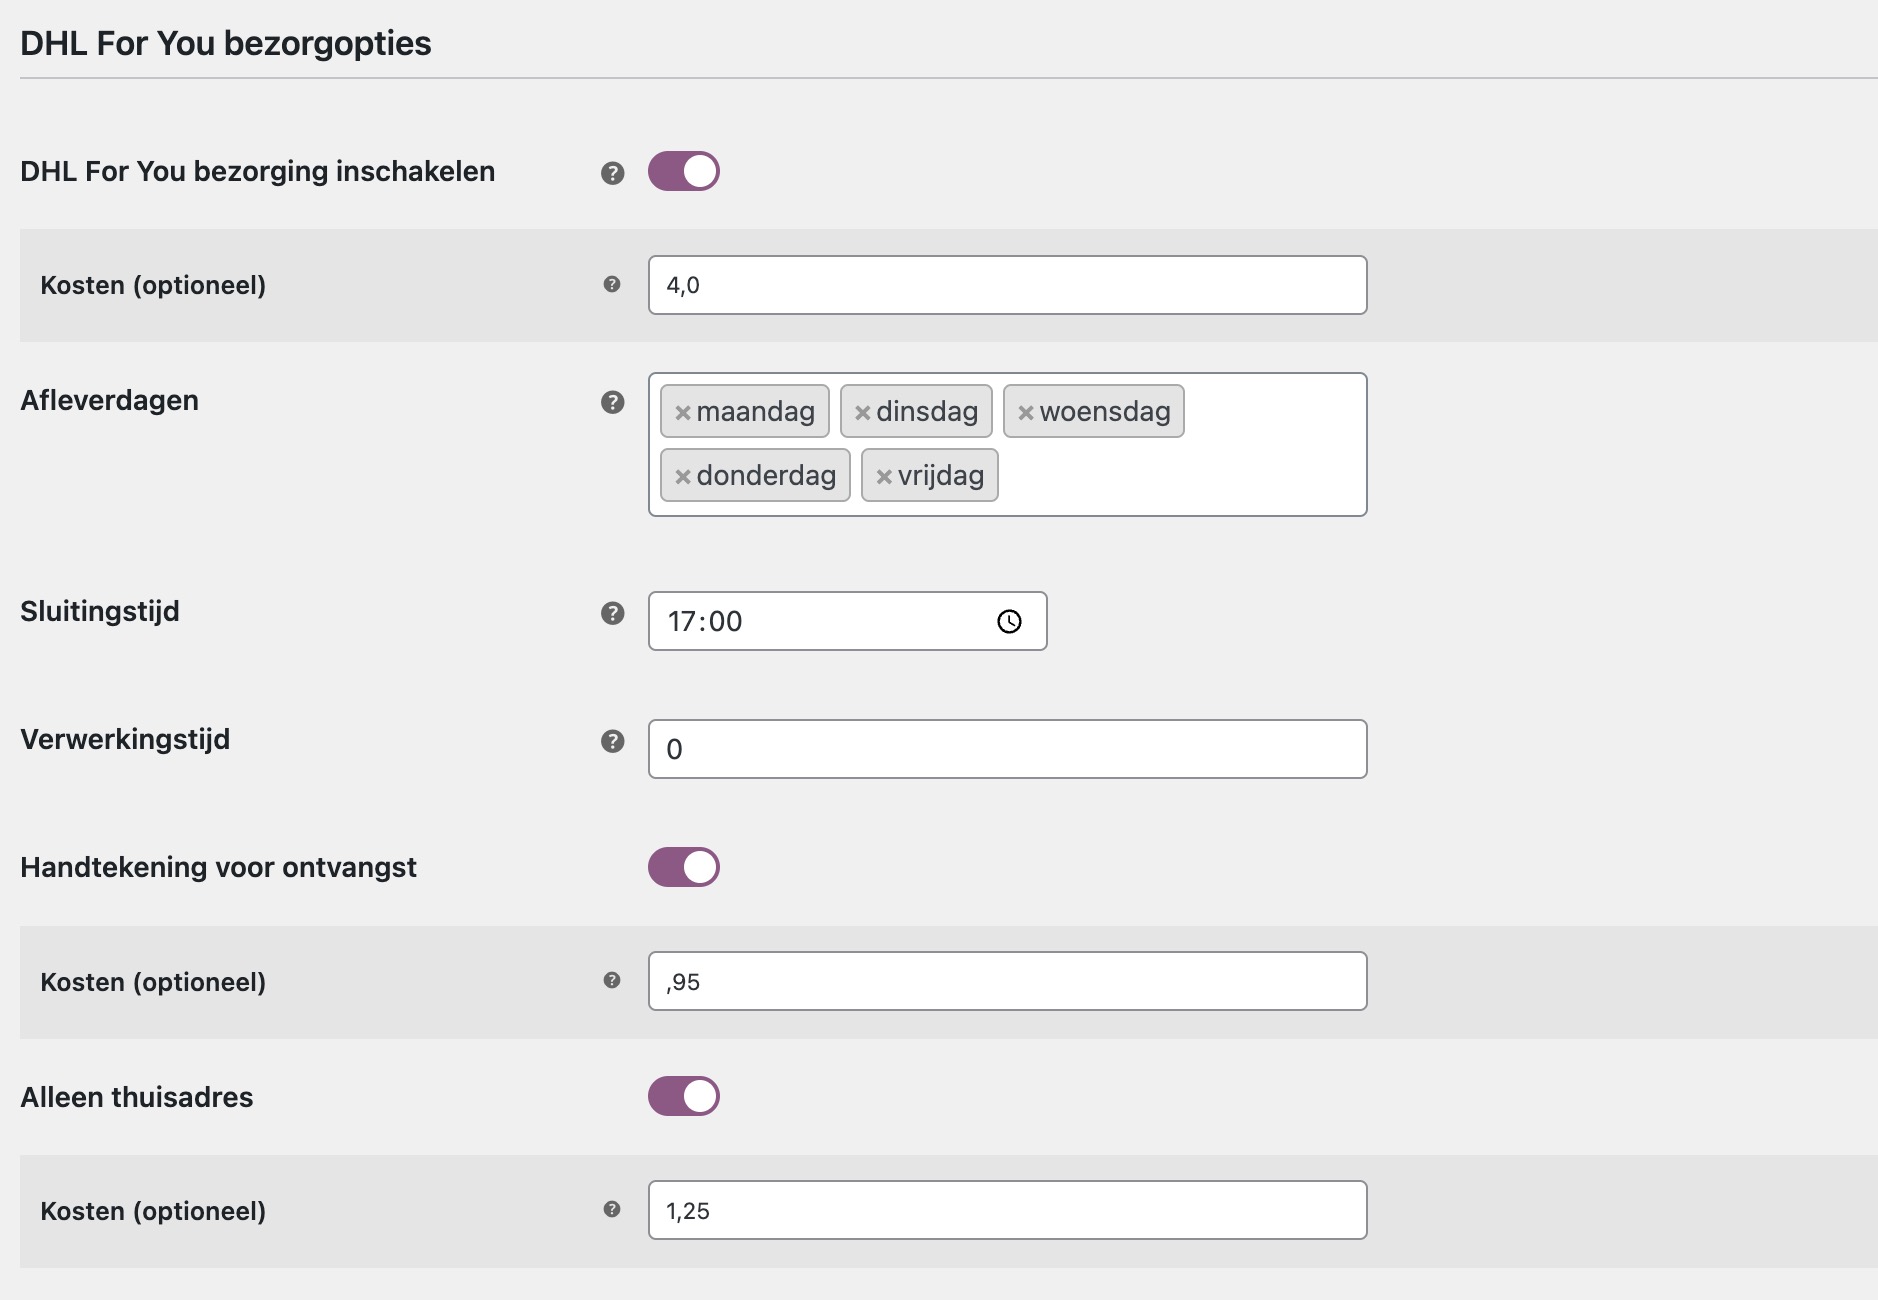 DHL For You bezorgopties
DHL For You bezorging inschakelen
Kosten (optioneel)
4,0
Afleverdagen
×maandag ×dinsdag ×woensdag
×donderdag ×vrijdag
Sluitingstijd
17:00
Verwerkingstijd
0
Handtekening voor ontvangst
Kosten (optioneel)
,95
Alleen thuisadres
Kosten (optioneel)
1,25